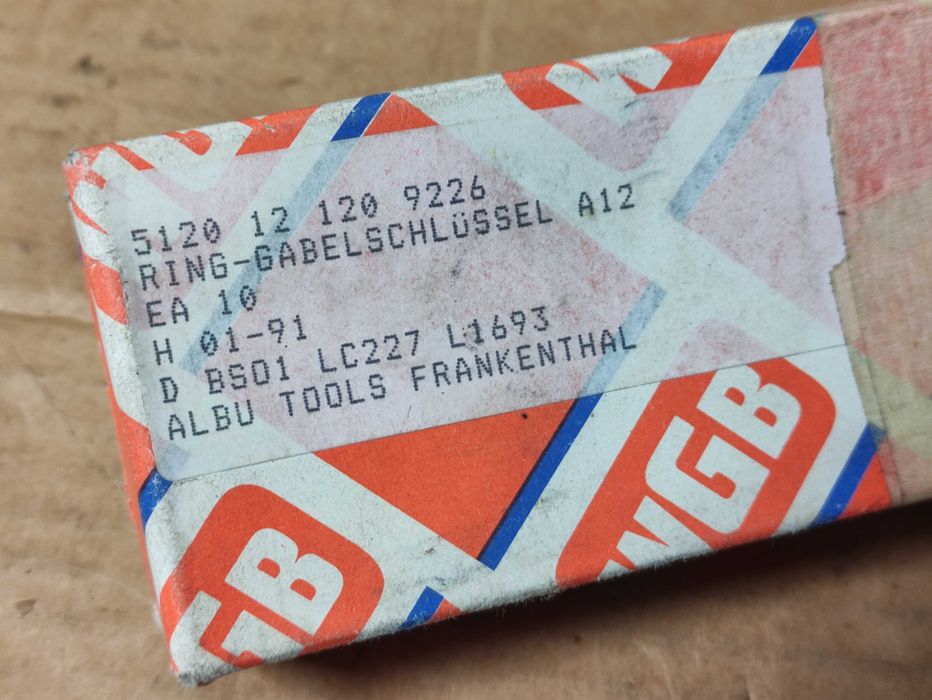 5120 12 120 9226
RING-GABELSCHLÜSSEL A12
EA 10
H 01-91
D BS01 LC227 L1693
ALBU TOOLS FRANKENTHAL
WGB
GB